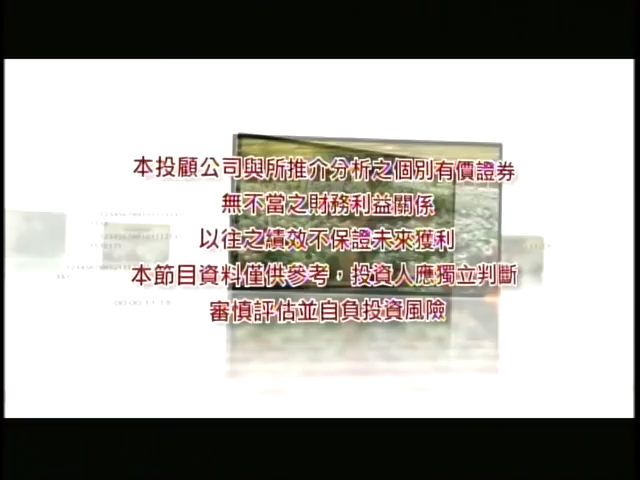 本投顧公司與所推介分析之個別有價證券
無不當之財務利益關係
以往之績效不保證未來獲利
本節目資料僅供參考，投資人應獨立判斷
審慎評估並自負投資風險